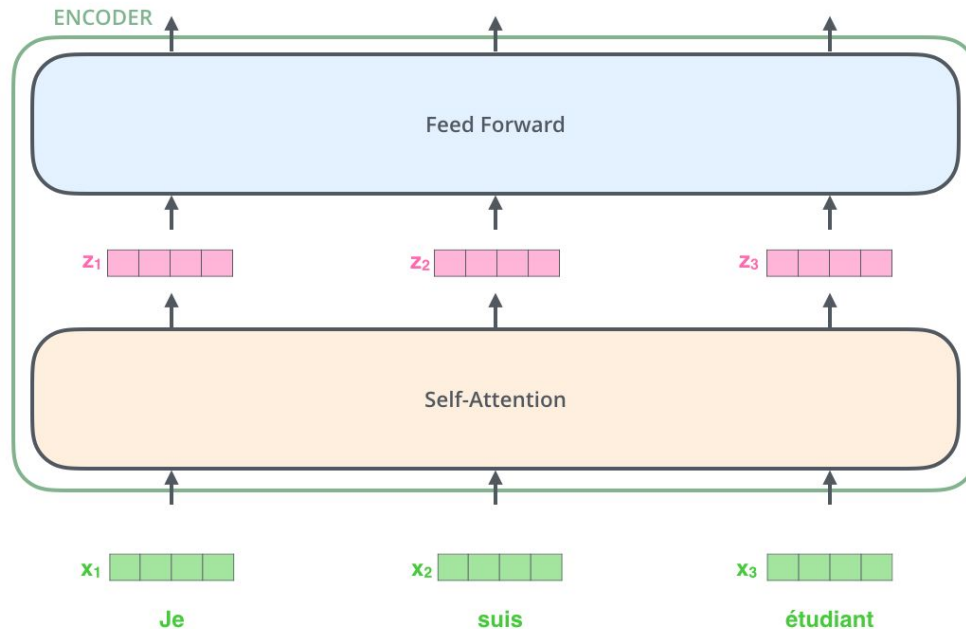 ENCODER
Feed Forward
z₁ z₂ z₃
Self-Attention
x₁ x₂ x₃
Je suis étudiant